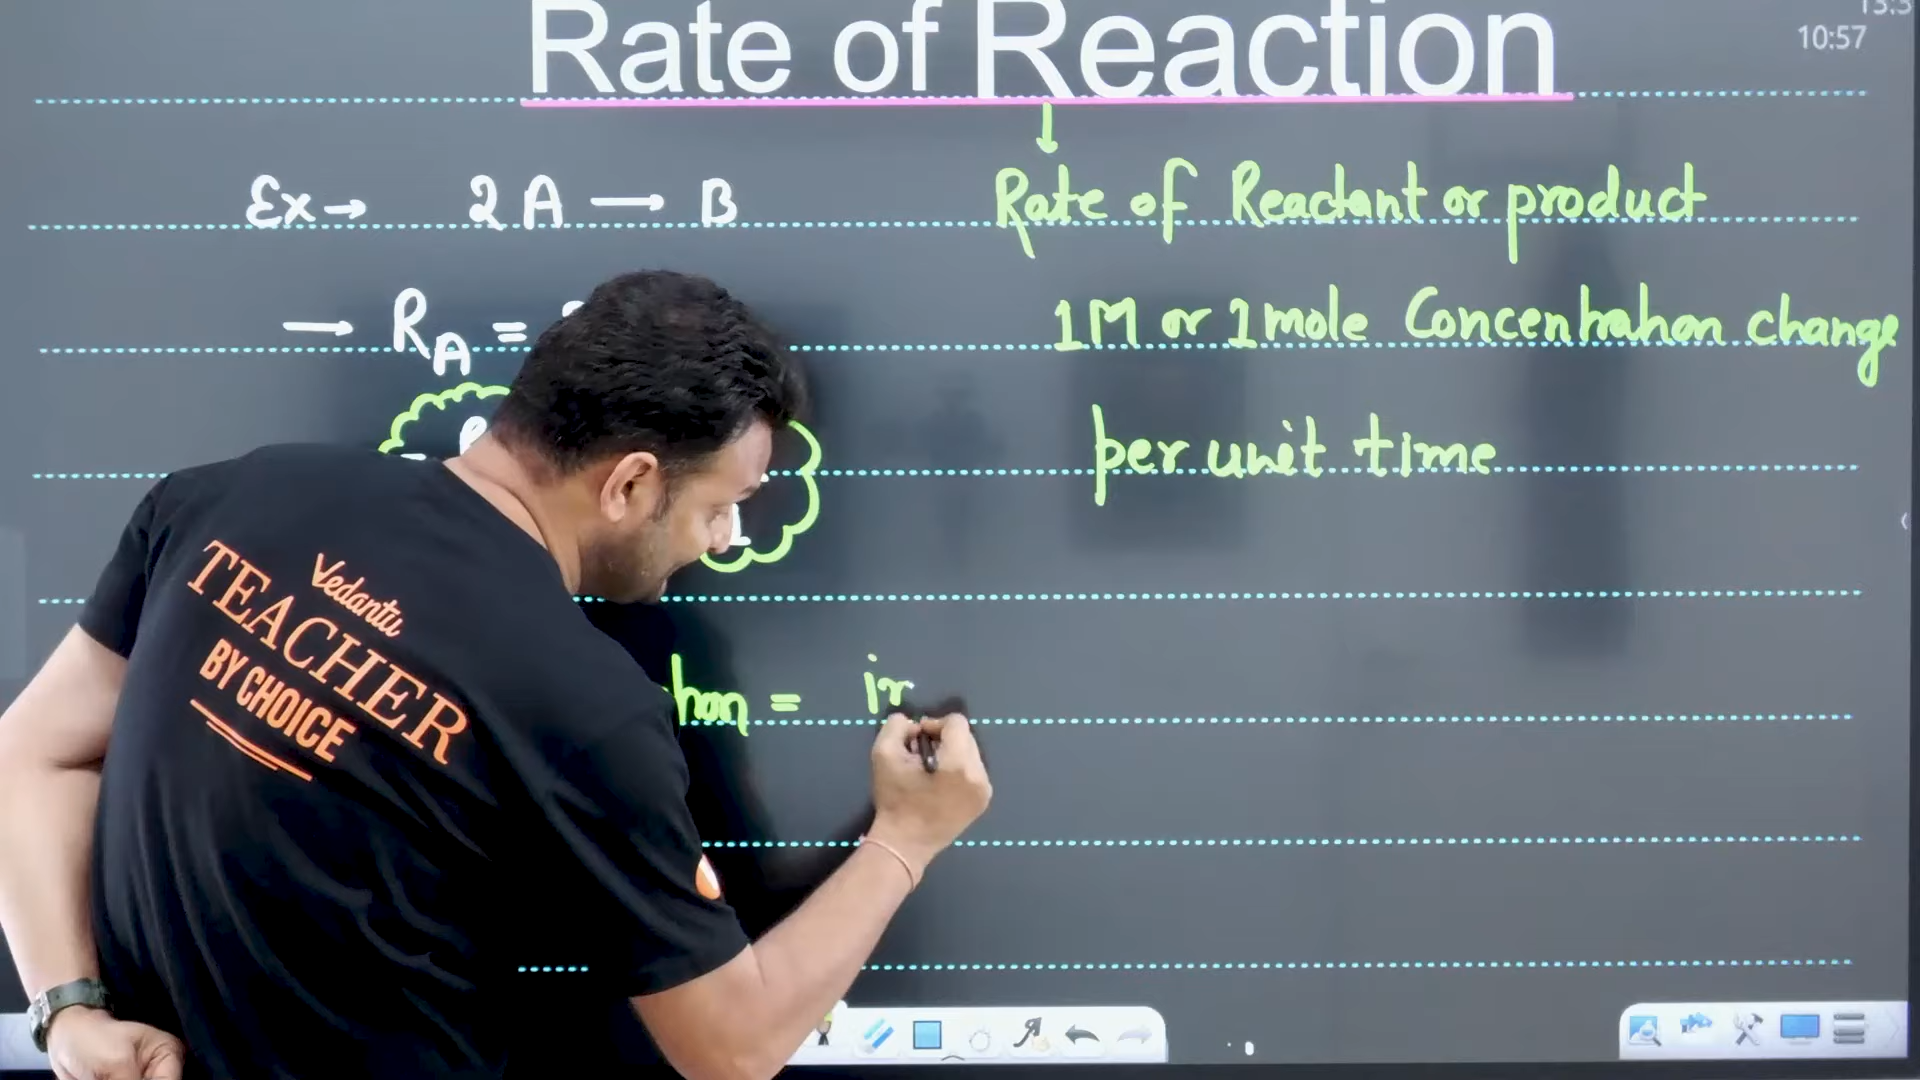 Rate of Reaction
10:57
Ex→ 2A → B
Rate of Reactant or product
→ R_A =
1M or 1mole Concentration change
per unit time
=
Vedantu
TEACHER
BY CHOICE